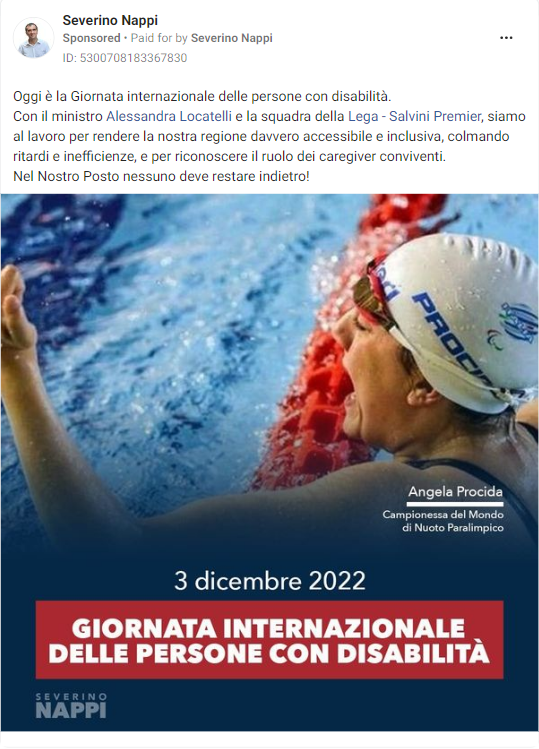 Severino Nappi
Sponsored • Paid for by Severino Nappi
ID: 5300708183367830
Oggi è la Giornata internazionale delle persone con disabilità.
Con il ministro Alessandra Locatelli e la squadra della Lega - Salvini Premier, siamo
al lavoro per rendere la nostra regione davvero accessibile e inclusiva, colmando
ritardi e inefficienze, e per riconoscere il ruolo dei caregiver conviventi.
Nel Nostro Posto nessuno deve restare indietro!
PROCID
Angela Procida
Campionessa del Mondo
di Nuoto Paralimpico
3 dicembre 2022
GIORNATA INTERNAZIONALE
DELLE PERSONE CON DISABILITÀ
SEVERINO
NAPPI